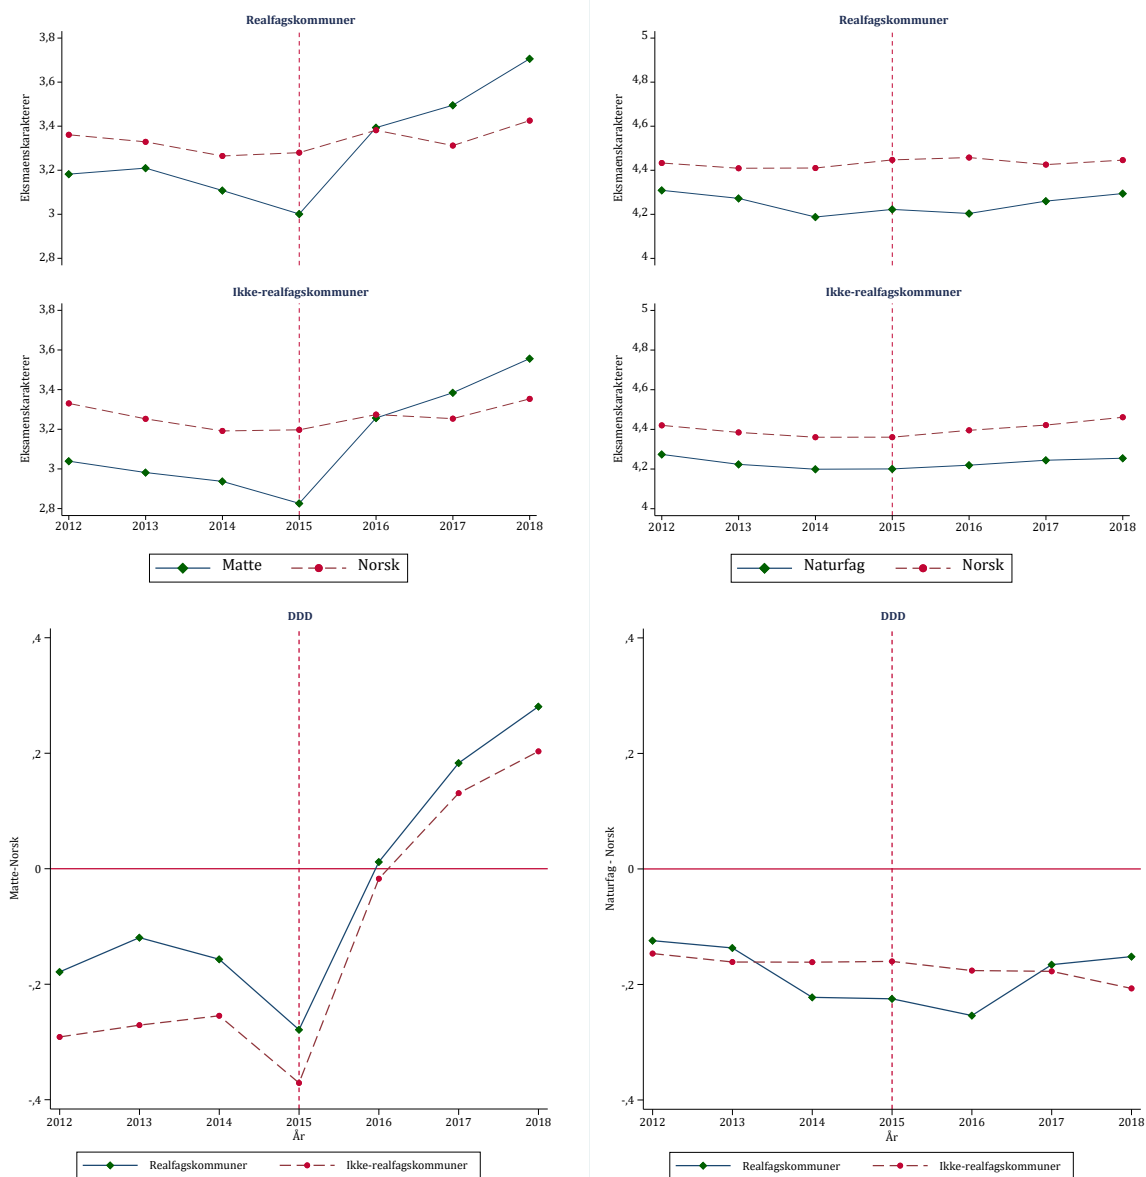 Realfagskommuner
Eksmaenskarakterer
3,8
3,6
3,4
3,2
3
2,8
Ikke-realfagskommuner
Eksamenskarakterer
3,8
3,6
3,4
3,2
3
2,8
2012 2013 2014 2015 2016 2017 2018
Matte Norsk
Realfagskommuner
Eksmaenskarakterer
5
4,8
4,6
4,4
4,2
4
Ikke-realfagskommuner
Eksamenskarakterer
5
4,8
4,6
4,4
4,2
4
2012 2013 2014 2015 2016 2017 2018
Naturfag Norsk
DDD
Matte-Norsk
,4
,2
0
-,2
-,4
2012 2013 2014 2015 2016 2017 2018
År
Realfagskommuner Ikke-realfagskommuner
DDD
Naturfag - Norsk
,4
,2
0
-,2
-,4
2012 2013 2014 2015 2016 2017 2018
År
Realfagskommuner Ikke-realfagskommuner